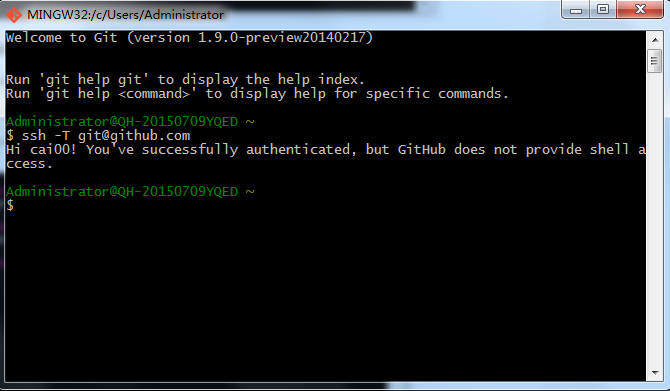 MINGW32:/c/Users/Administrator
Welcome to Git (version 1.9.0-preview20140217)
Run 'git help git' to display the help index.
Run 'git help <command>' to display help for specific commands.
Administrator@QH-20150709YQED ~
$ ssh -T git@github.com
Hi cai00! You've successfully authenticated, but GitHub does not provide shell a
ccess.
Administrator@QH-20150709YQED ~
$